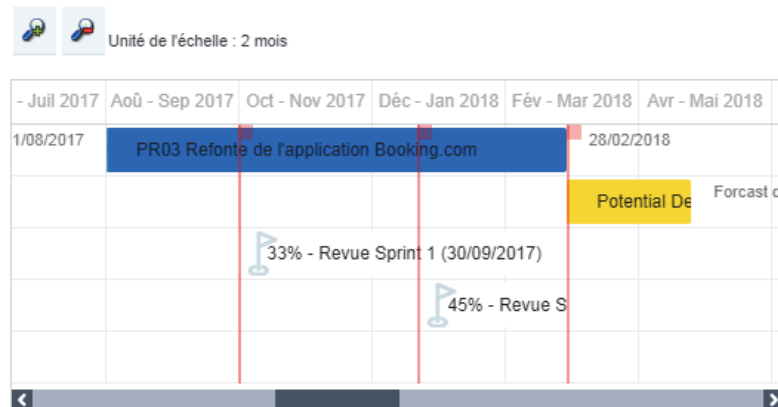 Unité de l'échelle : 2 mois
- Juil 2017 Aoû - Sep 2017 Oct - Nov 2017 Déc - Jan 2018 Fév - Mar 2018 Avr - Mai 2018
1/08/2017 PR03 Refonte de l'application Booking.com 28/02/2018
Potential De Forcast
33% - Revue Sprint 1 (30/09/2017)
45% - Revue S